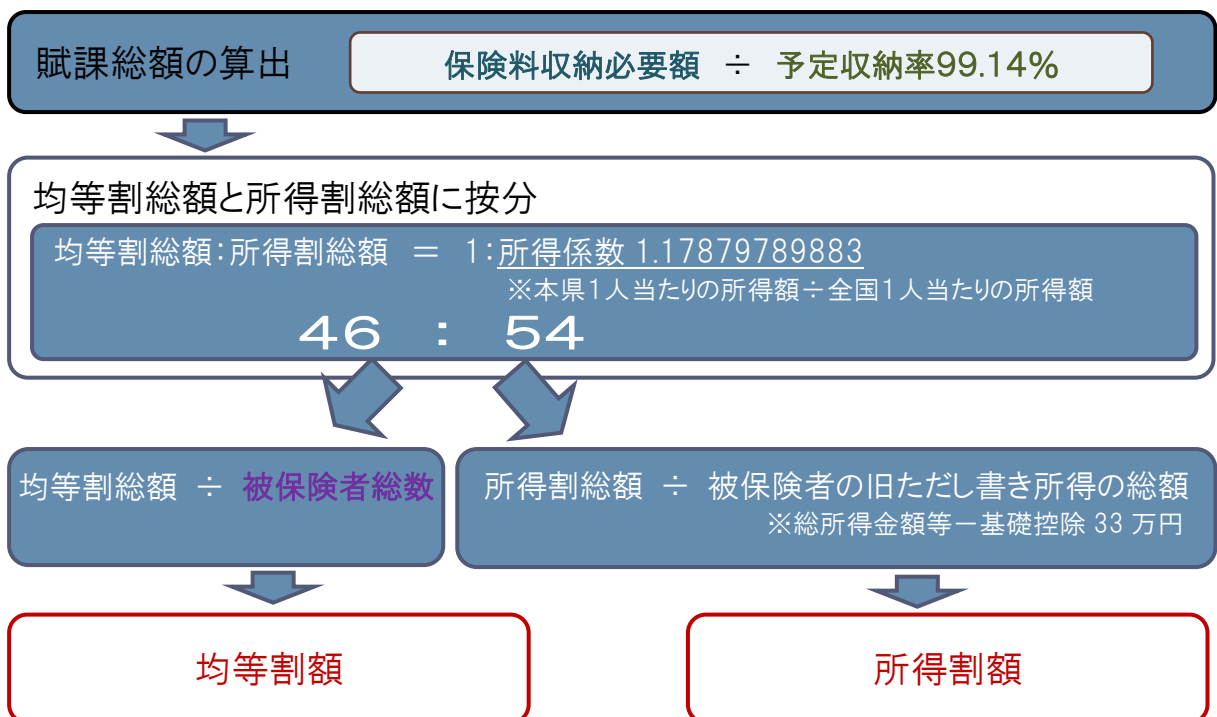 賦課総額の算出
保険料収納必要額 ÷ 予定収納率99.14%
均等割総額と所得割総額に按分
均等割総額:所得割総額 = 1:所得係数 1.17879789883
※本県1人当たりの所得額÷全国1人当たりの所得額
46 : 54
均等割総額 ÷ 被保険者総数
所得割総額 ÷ 被保険者の旧ただし書き所得の総額
※総所得金額等-基礎控除 33 万円
均等割額
所得割額